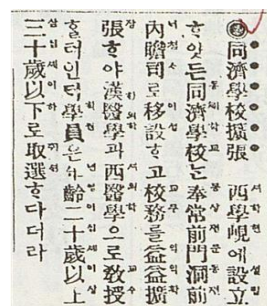 ◉同濟學校擴張 西學峴에設立
ᄒᆞ얏든同濟學校ᄂᆞᆫ奉常前門洞前
內瞻司로移設ᄒᆞ고校務를益益擴
張ᄒᆞ야漢醫學과西醫學으로敎授
ᄒᆞᆯ터인ᄃᆡ學員은年齡二十歲以上
三十歲以下로取選ᄒᆞᆫ다더라